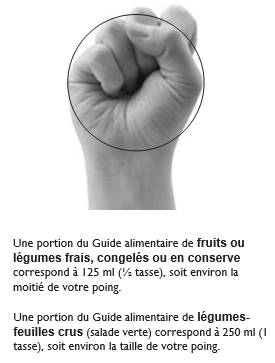 Une portion du Guide alimentaire de fruits ou
légumes frais, congelés ou en conserve
correspond à 125 ml (½ tasse), soit environ la
moitié de votre poing.
Une portion du Guide alimentaire de légumes-
feuilles crus (salade verte) correspond à 250 ml (1
tasse), soit environ la taille de votre poing.